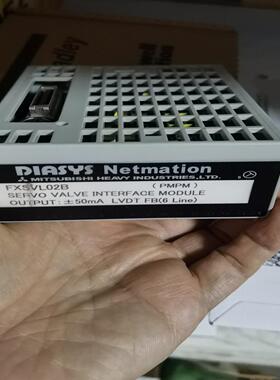 DIASYS Netmation
MITSUBISHI HEAVY INDUSTRIES, LTD.
FXSVL02B (PMPM)
SERVO VALVE INTERFACE MODULE
OUTPUT: ±50mA LVDT FB(6 Line)